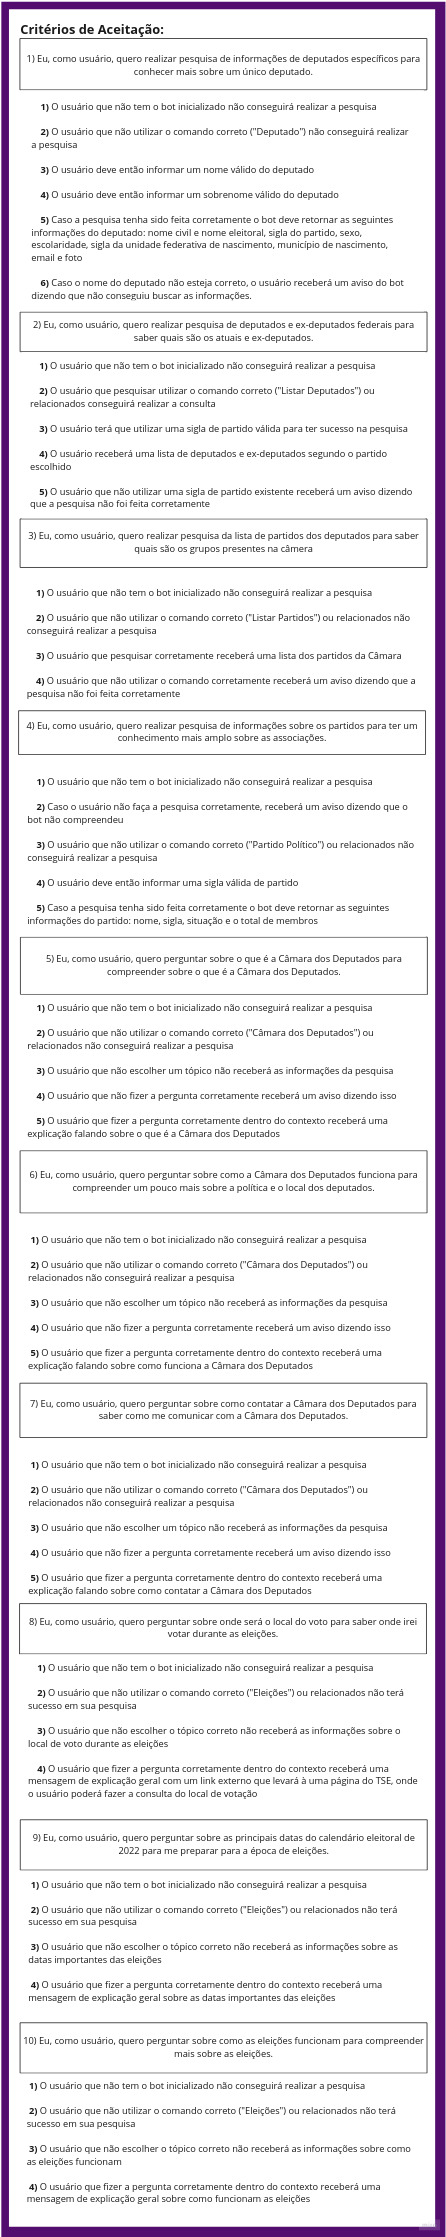 Critérios de Aceitação:
1) Eu, como usuário, quero realizar pesquisa de informações de deputados específicos para
conhecer mais sobre um único deputado.
1) O usuário que não tem o bot inicializado não conseguirá realizar a pesquisa
2) O usuário que não utilizar o comando correto ("Deputado") não conseguirá realizar
a pesquisa
3) O usuário deve então informar um nome válido do deputado
4) O usuário deve então informar um sobrenome válido do deputado
5) Caso a pesquisa tenha sido feita corretamente o bot deve retornar as seguintes
informações do deputado: nome civil e nome eleitoral, sigla do partido, sexo,
escolaridade, sigla da unidade federativa de nascimento, município de nascimento,
email e foto
6) Caso o nome do deputado não esteja correto, o usuário receberá um aviso do bot
dizendo que não conseguiu buscar as informações.
2) Eu, como usuário, quero realizar pesquisa de deputados e ex-deputados federais para
saber quais são os atuais e ex-deputados.
1) O usuário que não tem o bot inicializado não conseguirá realizar a pesquisa
2) O usuário que pesquisar utilizar o comando correto ("Listar Deputados") ou
relacionados conseguirá realizar a consulta
3) O usuário terá que utilizar uma sigla de partido válida para ter sucesso na pesquisa
4) O usuário receberá uma lista de deputados e ex-deputados segundo o partido
escolhido
5) O usuário que não utilizar uma sigla de partido existente receberá um aviso dizendo
que a pesquisa não foi feita corretamente
3) Eu, como usuário, quero realizar pesquisa da lista de partidos dos deputados para saber
quais são os grupos presentes na câmera
1) O usuário que não tem o bot inicializado não conseguirá realizar a pesquisa
2) O usuário que não utilizar o comando correto ("Listar Partidos") ou relacionados não
conseguirá realizar a pesquisa
3) O usuário que pesquisar corretamente receberá uma lista dos partidos da Câmara
4) O usuário que não utilizar o comando corretamente receberá um aviso dizendo que a
pesquisa não foi feita corretamente
4) Eu, como usuário, quero realizar pesquisa de informações sobre os partidos para ter um
conhecimento mais amplo sobre as associações.
1) O usuário que não tem o bot inicializado não conseguirá realizar a pesquisa
2) Caso o usuário não faça a pesquisa corretamente, receberá um aviso dizendo que o
bot não compreendeu
3) O usuário que não utilizar o comando correto ("Partido Político") ou relacionados não
conseguirá realizar a pesquisa
4) O usuário deve então informar uma sigla válida de partido
5) Caso a pesquisa tenha sido feita corretamente o bot deve retornar as seguintes
informações do partido: nome, sigla, situação e o total de membros
5) Eu, como usuário, quero perguntar sobre o que é a Câmara dos Deputados para
compreender sobre o que é a Câmara dos Deputados.
1) O usuário que não tem o bot inicializado não conseguirá realizar a pesquisa
2) O usuário que não utilizar o comando correto ("Câmara dos Deputados") ou
relacionados não conseguirá realizar a pesquisa
3) O usuário que não escolher um tópico não receberá as informações da pesquisa
4) O usuário que não fizer a pergunta corretamente receberá um aviso dizendo isso
5) O usuário que fizer a pergunta corretamente dentro do contexto receberá uma
explicação falando sobre o que é a Câmara dos Deputados
6) Eu, como usuário, quero perguntar sobre como a Câmara dos Deputados funciona para
compreender um pouco mais sobre a política e o local dos deputados.
1) O usuário que não tem o bot inicializado não conseguirá realizar a pesquisa
2) O usuário que não utilizar o comando correto ("Câmara dos Deputados") ou
relacionados não conseguirá realizar a pesquisa
3) O usuário que não escolher um tópico não receberá as informações da pesquisa
4) O usuário que não fizer a pergunta corretamente receberá um aviso dizendo isso
5) O usuário que fizer a pergunta corretamente dentro do contexto receberá uma
explicação falando sobre como funciona a Câmara dos Deputados
7) Eu, como usuário, quero perguntar sobre como contatar a Câmara dos Deputados para
saber como me comunicar com a Câmara dos Deputados.
1) O usuário que não tem o bot inicializado não conseguirá realizar a pesquisa
2) O usuário que não utilizar o comando correto ("Câmara dos Deputados") ou
relacionados não conseguirá realizar a pesquisa
3) O usuário que não escolher um tópico não receberá as informações da pesquisa
4) O usuário que não fizer a pergunta corretamente receberá um aviso dizendo isso
5) O usuário que fizer a pergunta corretamente dentro do contexto receberá uma
explicação falando sobre como contatar a Câmara dos Deputados
8) Eu, como usuário, quero perguntar sobre onde será o local do voto para saber onde irei
votar durante as eleições.
1) O usuário que não tem o bot inicializado não conseguirá realizar a pesquisa
2) O usuário que não utilizar o comando correto ("Eleições") ou relacionados não terá
sucesso em sua pesquisa
3) O usuário que não escolher o tópico correto não receberá as informações sobre o
local de voto durante as eleições
4) O usuário que fizer a pergunta corretamente dentro do contexto receberá uma
mensagem de explicação geral com um link externo que levará à uma página do TSE, onde
o usuário poderá fazer a consulta do local de votação
9) Eu, como usuário, quero perguntar sobre as principais datas do calendário eleitoral de
2022 para me preparar para a época de eleições.
1) O usuário que não tem o bot inicializado não conseguirá realizar a pesquisa
2) O usuário que não utilizar o comando correto ("Eleições") ou relacionados não terá
sucesso em sua pesquisa
3) O usuário que não escolher o tópico correto não receberá as informações sobre as
datas importantes das eleições
4) O usuário que fizer a pergunta corretamente dentro do contexto receberá uma
mensagem de explicação geral sobre as datas importantes das eleições
10) Eu, como usuário, quero perguntar sobre como as eleições funcionam para compreender
mais sobre as eleições.
1) O usuário que não tem o bot inicializado não conseguirá realizar a pesquisa
2) O usuário que não utilizar o comando correto ("Eleições") ou relacionados não terá
sucesso em sua pesquisa
3) O usuário que não escolher o tópico correto não receberá as informações sobre como
as eleições funcionam
4) O usuário que fizer a pergunta corretamente dentro do contexto receberá uma
mensagem de explicação geral sobre como funcionam as eleições